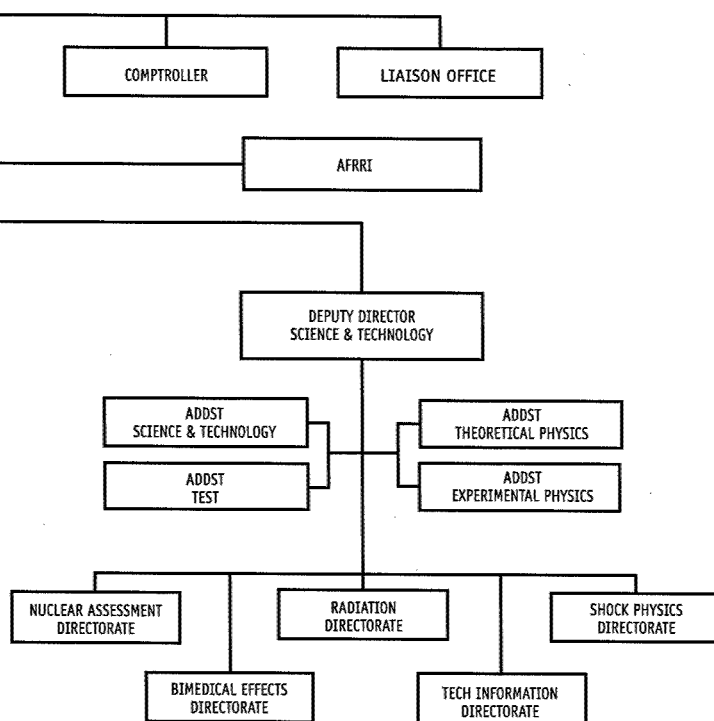 COMPTROLLER
LIAISON OFFICE
AFRRI
DEPUTY DIRECTOR
SCIENCE & TECHNOLOGY
ADDST
SCIENCE & TECHNOLOGY
ADDST
THEORETICAL PHYSICS
ADDST
TEST
ADDST
EXPERIMENTAL PHYSICS
NUCLEAR ASSESSMENT
DIRECTORATE
RADIATION
DIRECTORATE
SHOCK PHYSICS
DIRECTORATE
BIMEDICAL EFFECTS
DIRECTORATE
TECH INFORMATION
DIRECTORATE